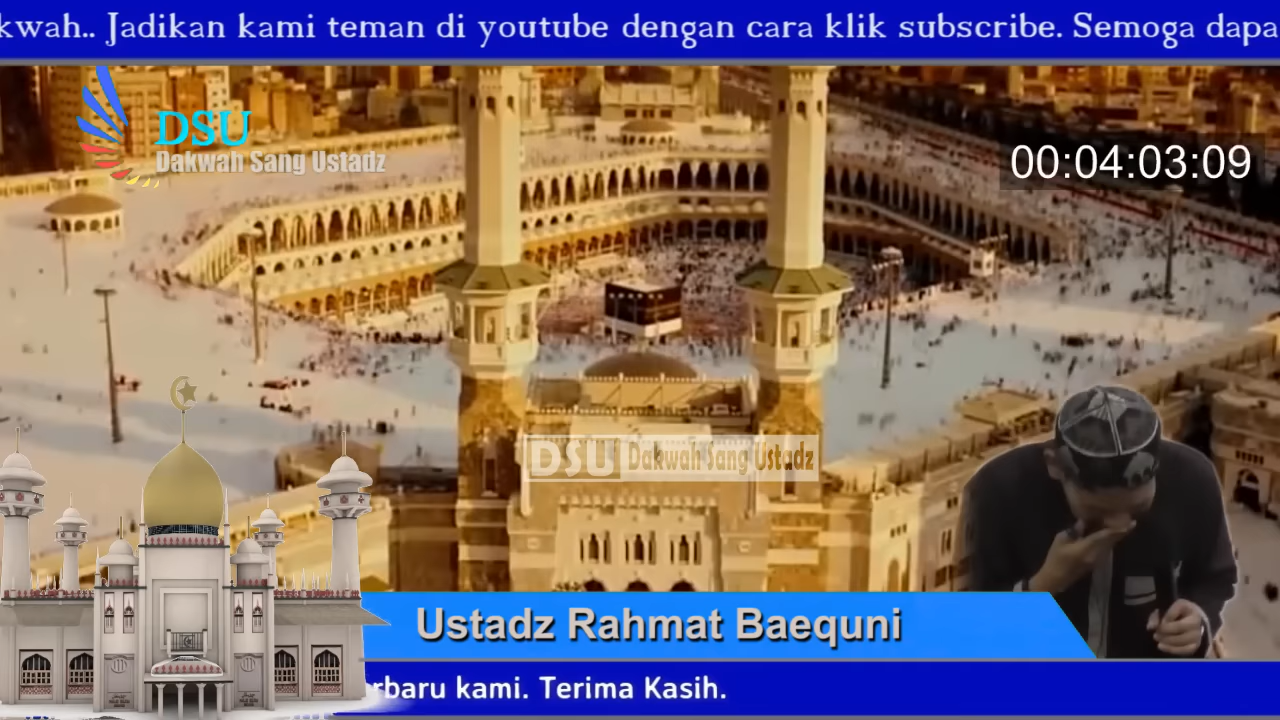 kwah.. Jadikan kami teman di youtube dengan cara klik subscribe. Semoga dapa
DSU
Dakwah Sang Ustadz
00:04:03:09
DSU Dakwah Sang Ustadz
Ustadz Rahmat Baequni
rbaru kami. Terima Kasih.